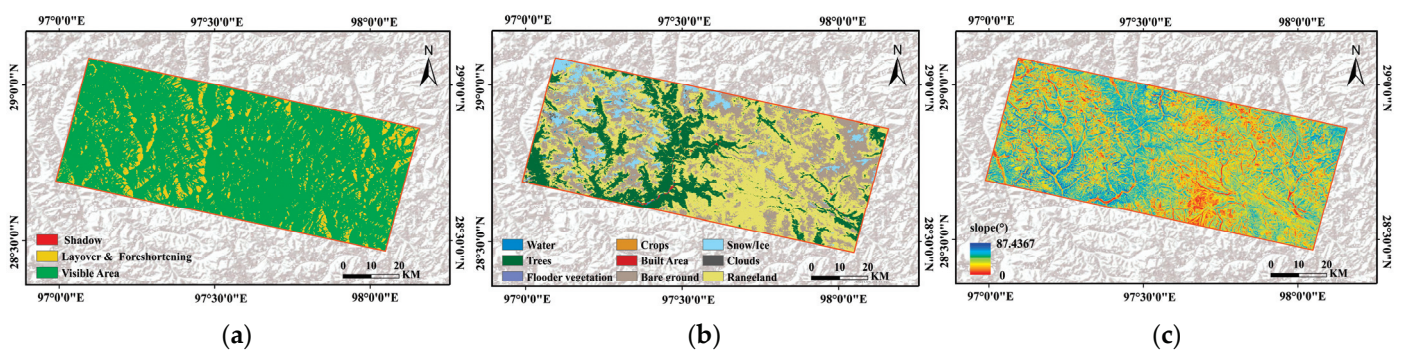 97°0'0"E 97°30'0"E 98°0'0"E
N
29°0'0"N 29°0'0"N
28°30'0"N 28°30'0"N
Shadow
Layover & Foreshortening
Visible Area
0 10 20
KM
97°0'0"E 97°30'0"E 98°0'0"E
(a)
97°0'0"E 97°30'0"E 98°0'0"E
N
29°0'0"N 29°0'0"N
28°30'0"N 28°30'0"N
Water Crops Snow/Ice
Trees Built Area Clouds
Flooder vegetation Bare ground Rangeland
0 10 20
KM
97°0'0"E 97°30'0"E 98°0'0"E
(b)
97°0'0"E 97°30'0"E 98°0'0"E
N
29°0'0"N 29°0'0"N
28°30'0"N 28°30'0"N
slope(°)
87.4367
0
0 10 20
KM
97°0'0"E 97°30'0"E 98°0'0"E
(c)